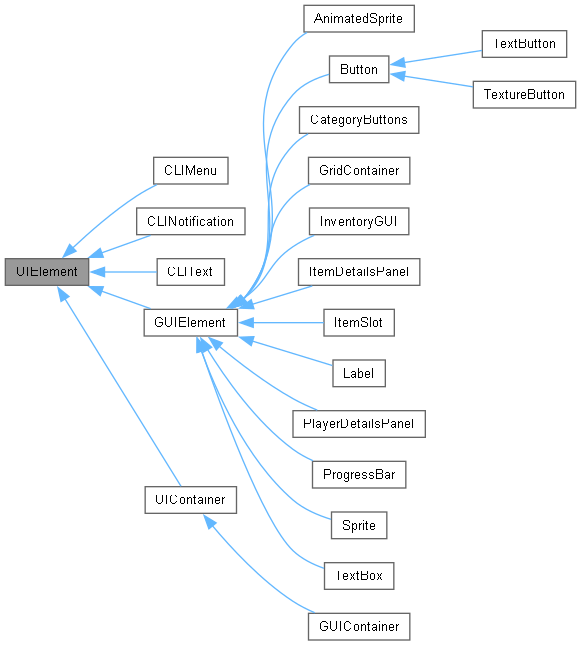 AnimatedSprite
TextButton
Button
TextureButton
CategoryButtons
CLIMenu
GridContainer
CLINotification
InventoryGUI
UIElement
CLIText
ItemDetailsPanel
GUIElement
ItemSlot
Label
PlayerDetailsPanel
ProgressBar
UIContainer
Sprite
TextBox
GUIContainer